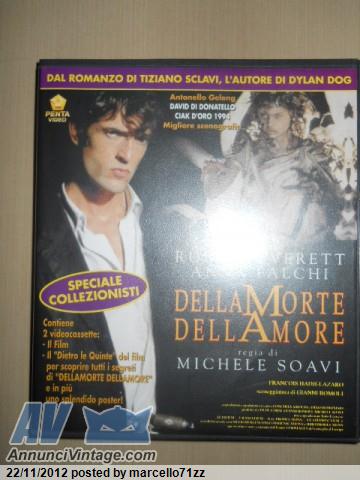 DAL ROMANZO DI TIZIANO SCLAVI, L'AUTORE DI DYLAN DOG
PENTA
VIDEO
Antonello Geleng
DAVID DI DONATELLO
CIAK D'ORO 1994
Migliore scenografia
EVERETT
FALCHI
SPECIALE
COLLEZIONISTI
DELLAMORTE
DELLAMORE
regia di
MICHELE SOAVI
Contiene
2 videocassette:
- Il Film
- Il "Dietro le Quinte" del film
per scoprire tutti i segreti
di "DELLAMORTE DELLAMORE"
e in più
uno splendido poster!
FRANCOIS HADJI-LAZARO
sceneggiatura di GIANNI ROMOLI
AV
AnnunciVintage.com
22/11/2012 posted by marcello71zz